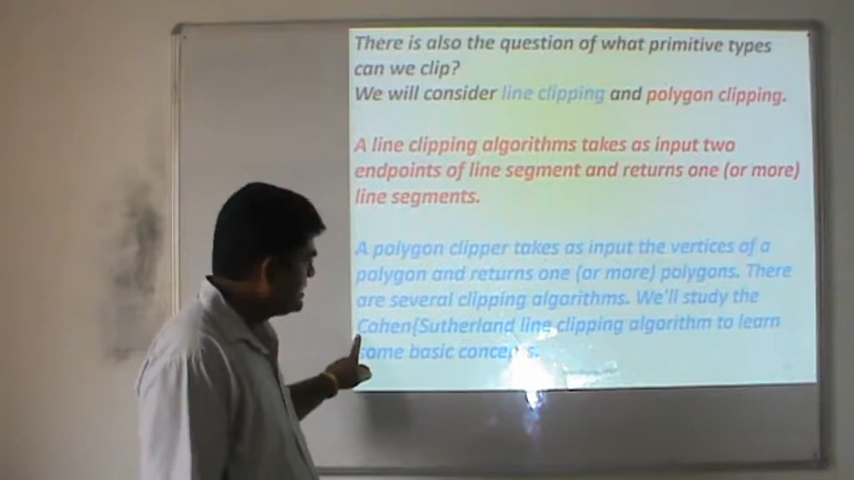 There is also the question of what primitive types
can we clip?
We will consider line clipping and polygon clipping.
A line clipping algorithms takes as input two
endpoints of line segment and returns one (or more)
line segments.
A polygon clipper takes as input the vertices of a
polygon and returns one (or more) polygons. There
are several clipping algorithms. We'll study the
Cohen{Sutherland line clipping algorithm to learn
some basic concepts.